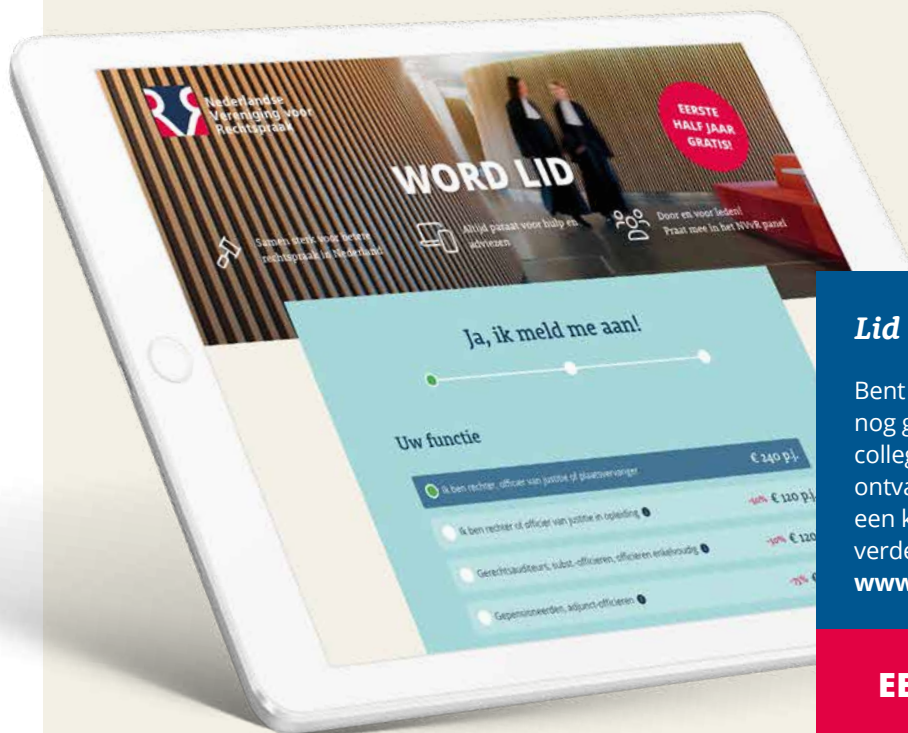 Nederlandse
Vereniging voor
Rechtspraak
EERSTE
HALF JAAR
GRATIS!
WORD LID
Samen sterk voor betere
rechtspraak in Nederland
Altijd paraat voor hulp en
adviezen
Door en voor leden!
Praat mee in het NVvR panel
Ja, ik meld me aan!
Uw functie
Ik ben rechter, officier van justitie of plaatsvervanger € 240 p.j.
Ik ben rechter of officier van justitie in opleiding -50% € 120 p.j.
Gerechtsauditeurs, subst.-officieren, officieren enkelvoudig -50% € 120
Gepensioneerden, adjunct-officieren -75% €
Lid
Bent
nog g
colleg
ontva
een k
verde
www
EE